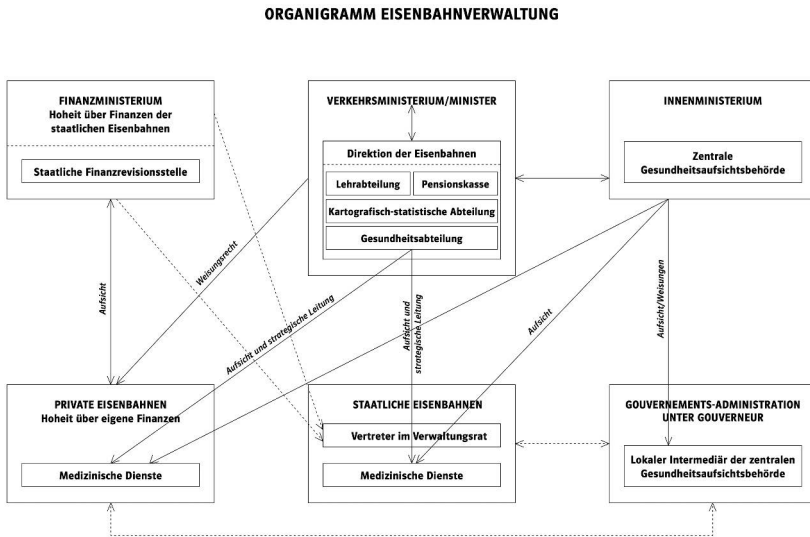 ORGANIGRAMM EISENBAHNVERWALTUNG
FINANZMINISTERIUM
Hoheit über Finanzen der
staatlichen Eisenbahnen
Staatliche Finanzrevisionsstelle
VERKEHRSMINISTERIUM/MINISTER
Direktion der Eisenbahnen
Lehrabteilung
Pensionskasse
Kartografisch-statistische Abteilung
Gesundheitsabteilung
INNENMINISTERIUM
Zentrale
Gesundheitsaufsichtsbehörde
Aufsicht
Weisungsrecht
Aufsicht und strategische Leitung
Aufsicht und
strategische Leitung
Aufsicht
Aufsicht/Weisungen
PRIVATE EISENBAHNEN
Hoheit über eigene Finanzen
Medizinische Dienste
STAATLICHE EISENBAHNEN
Vertreter im Verwaltungsrat
Medizinische Dienste
GOUVERNEMENTS-ADMINISTRATION
UNTER GOUVERNEUR
Lokaler Intermediär der zentralen
Gesundheitsaufsichtsbehörde